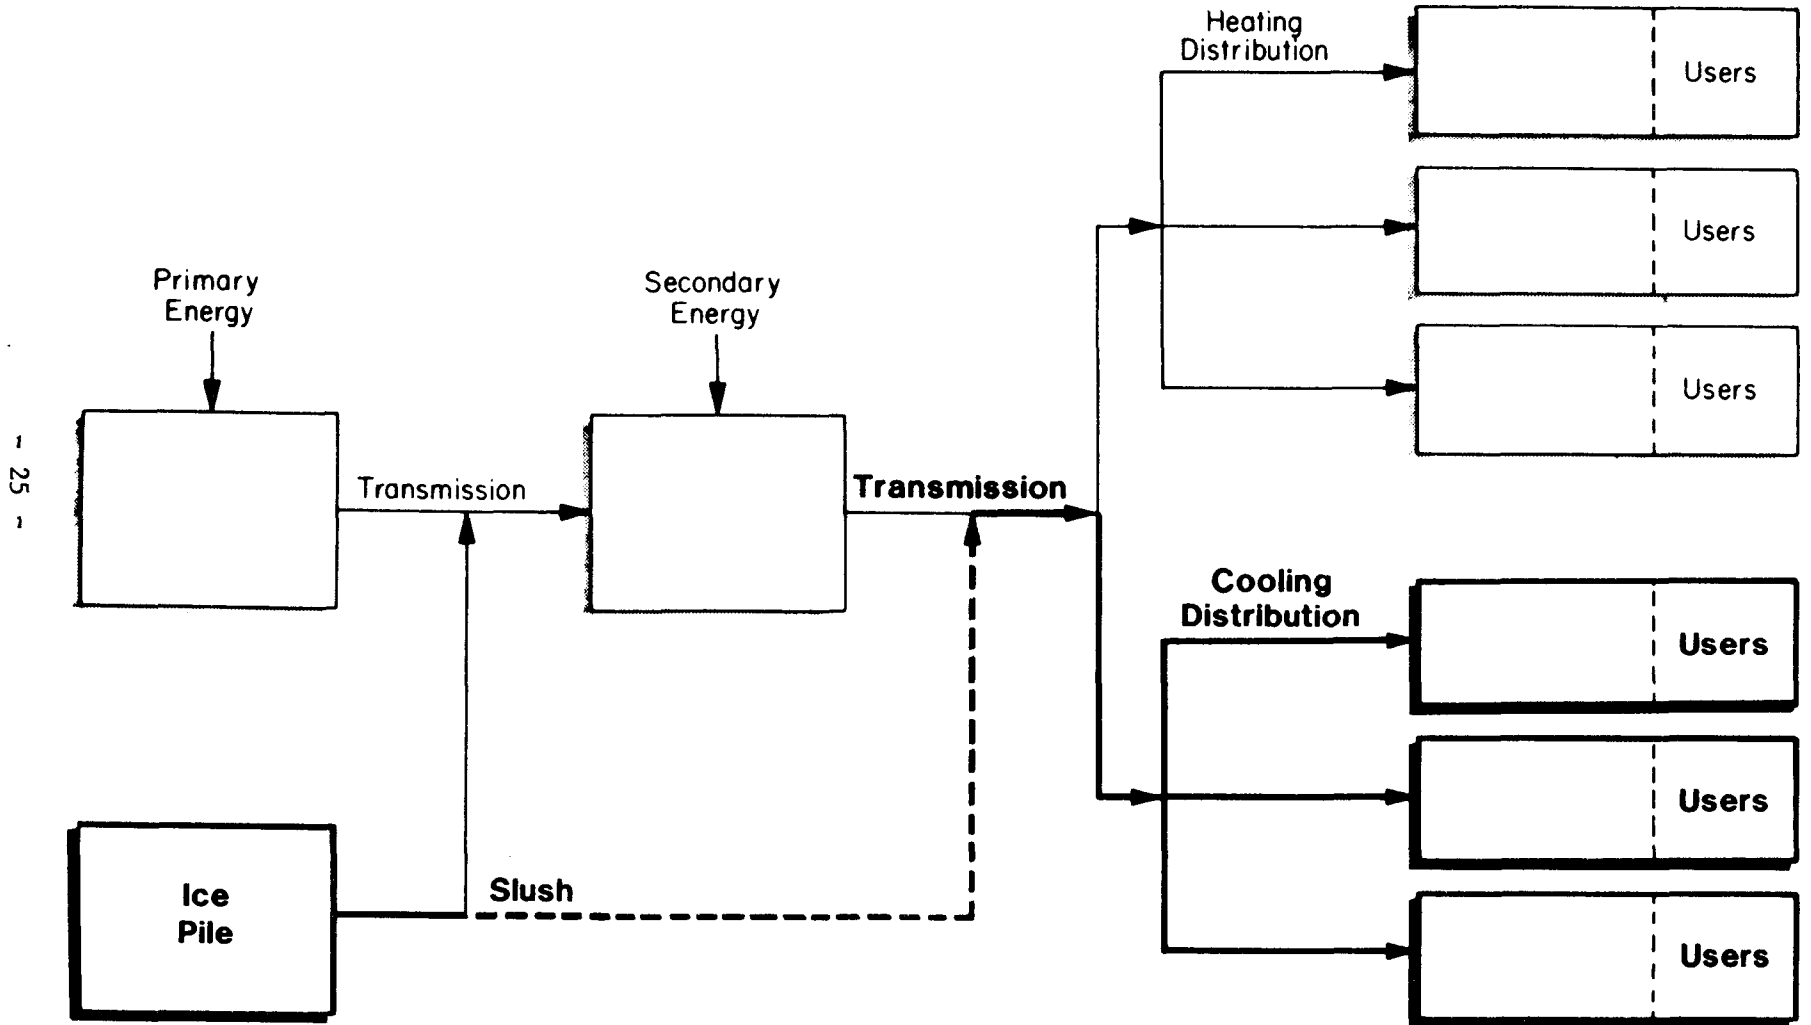 Heating
Distribution
Users
Users
Users
Primary
Energy
Secondary
Energy
Transmission
Transmission
- 25 -
Cooling
Distribution
Users
Users
Users
Ice
Pile
Slush